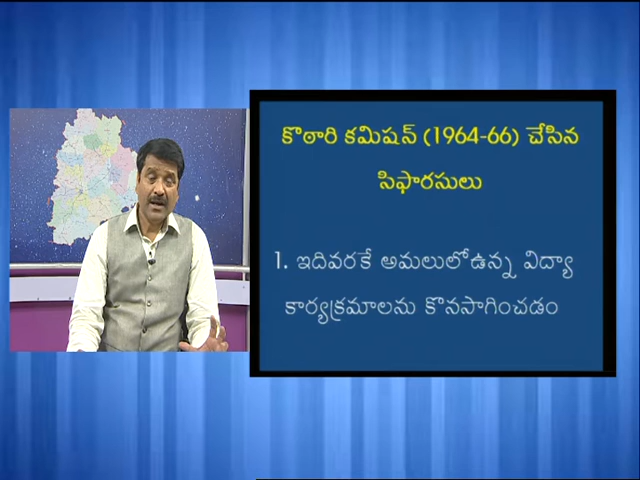 కొఠారి కమిషన్ (1964-66) చేసిన
సిఫారసులు
1. ఇదివరకే అమలులోఉన్న విద్యా
కార్యక్రమాలను కొనసాగించడం